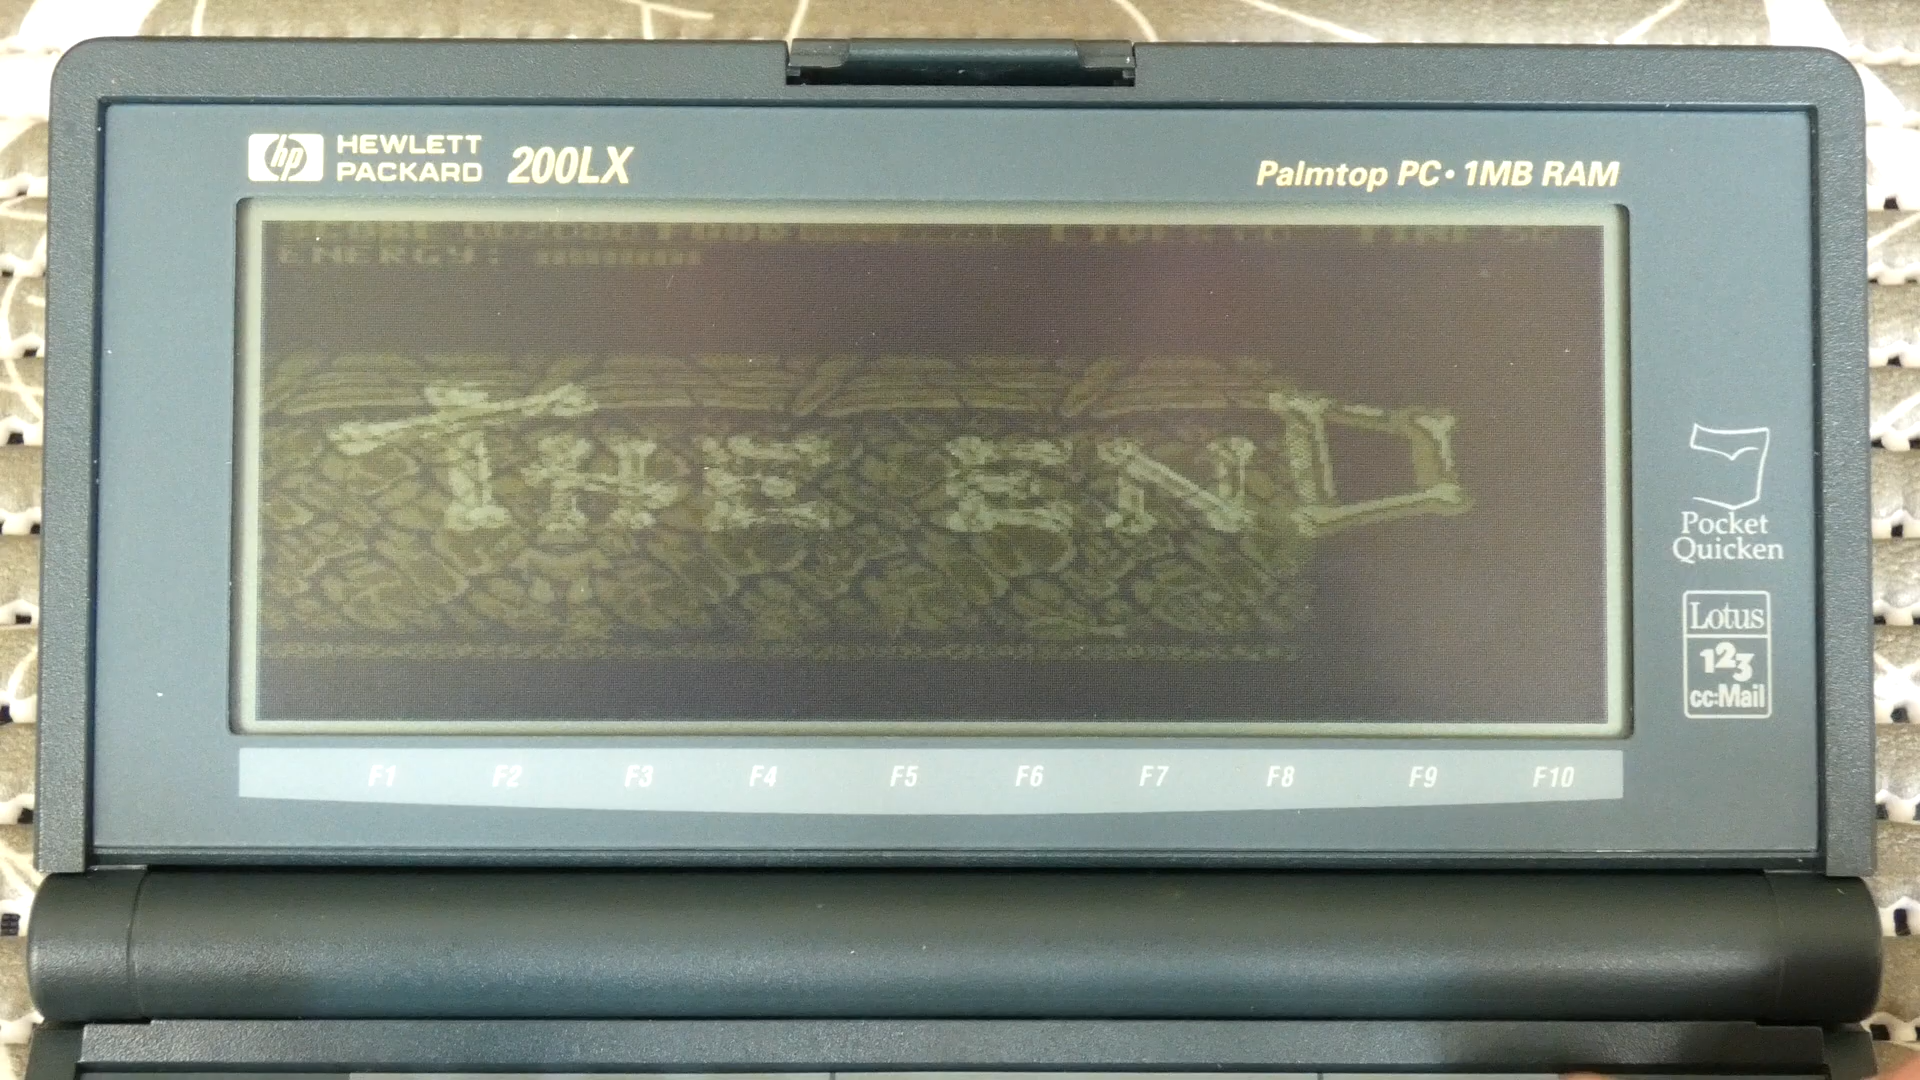 hp HEWLETT PACKARD 200LX
Palmtop PC • 1MB RAM
ENERGY:
THE END
Pocket Quicken
Lotus
123
cc:Mail
F1 F2 F3 F4 F5 F6 F7 F8 F9 F10